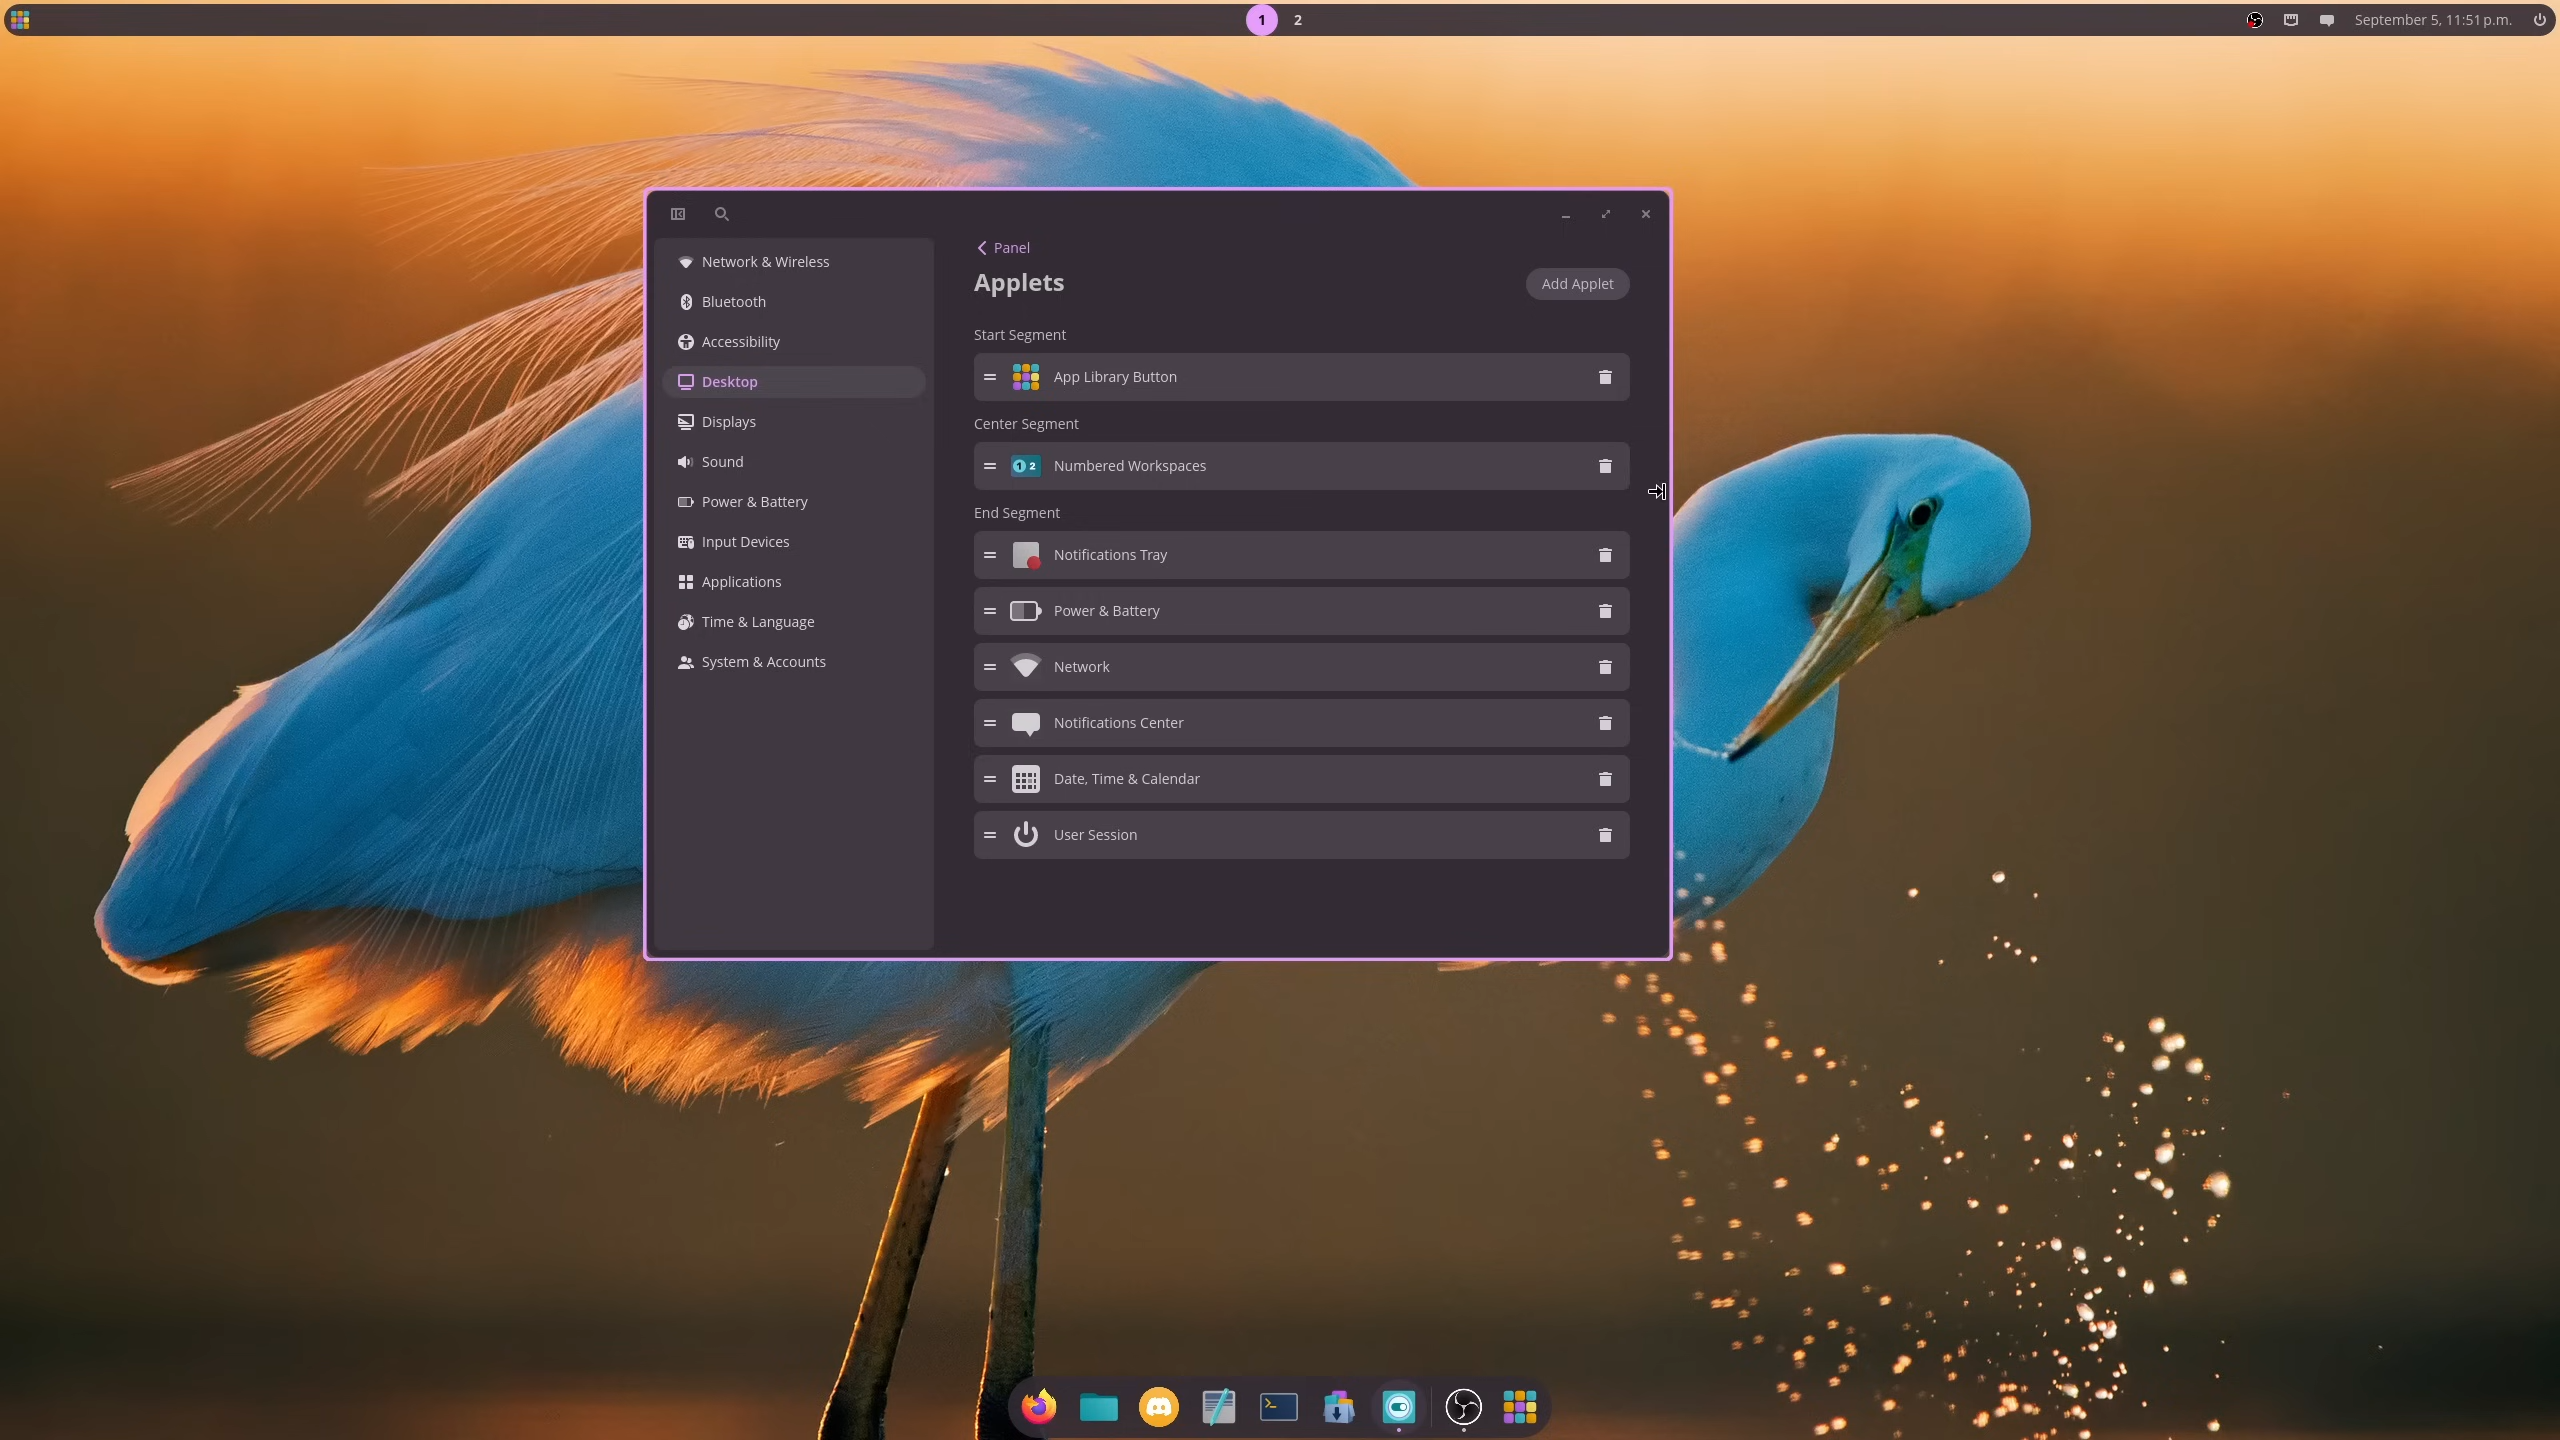 1 2
September 5, 11:51 p.m.
Panel
Applets
Add Applet
Network & Wireless
Bluetooth
Accessibility
Desktop
Displays
Sound
Power & Battery
Input Devices
Applications
Time & Language
System & Accounts
Start Segment
App Library Button
Center Segment
1 2 Numbered Workspaces
End Segment
Notifications Tray
Power & Battery
Network
Notifications Center
Date, Time & Calendar
User Session